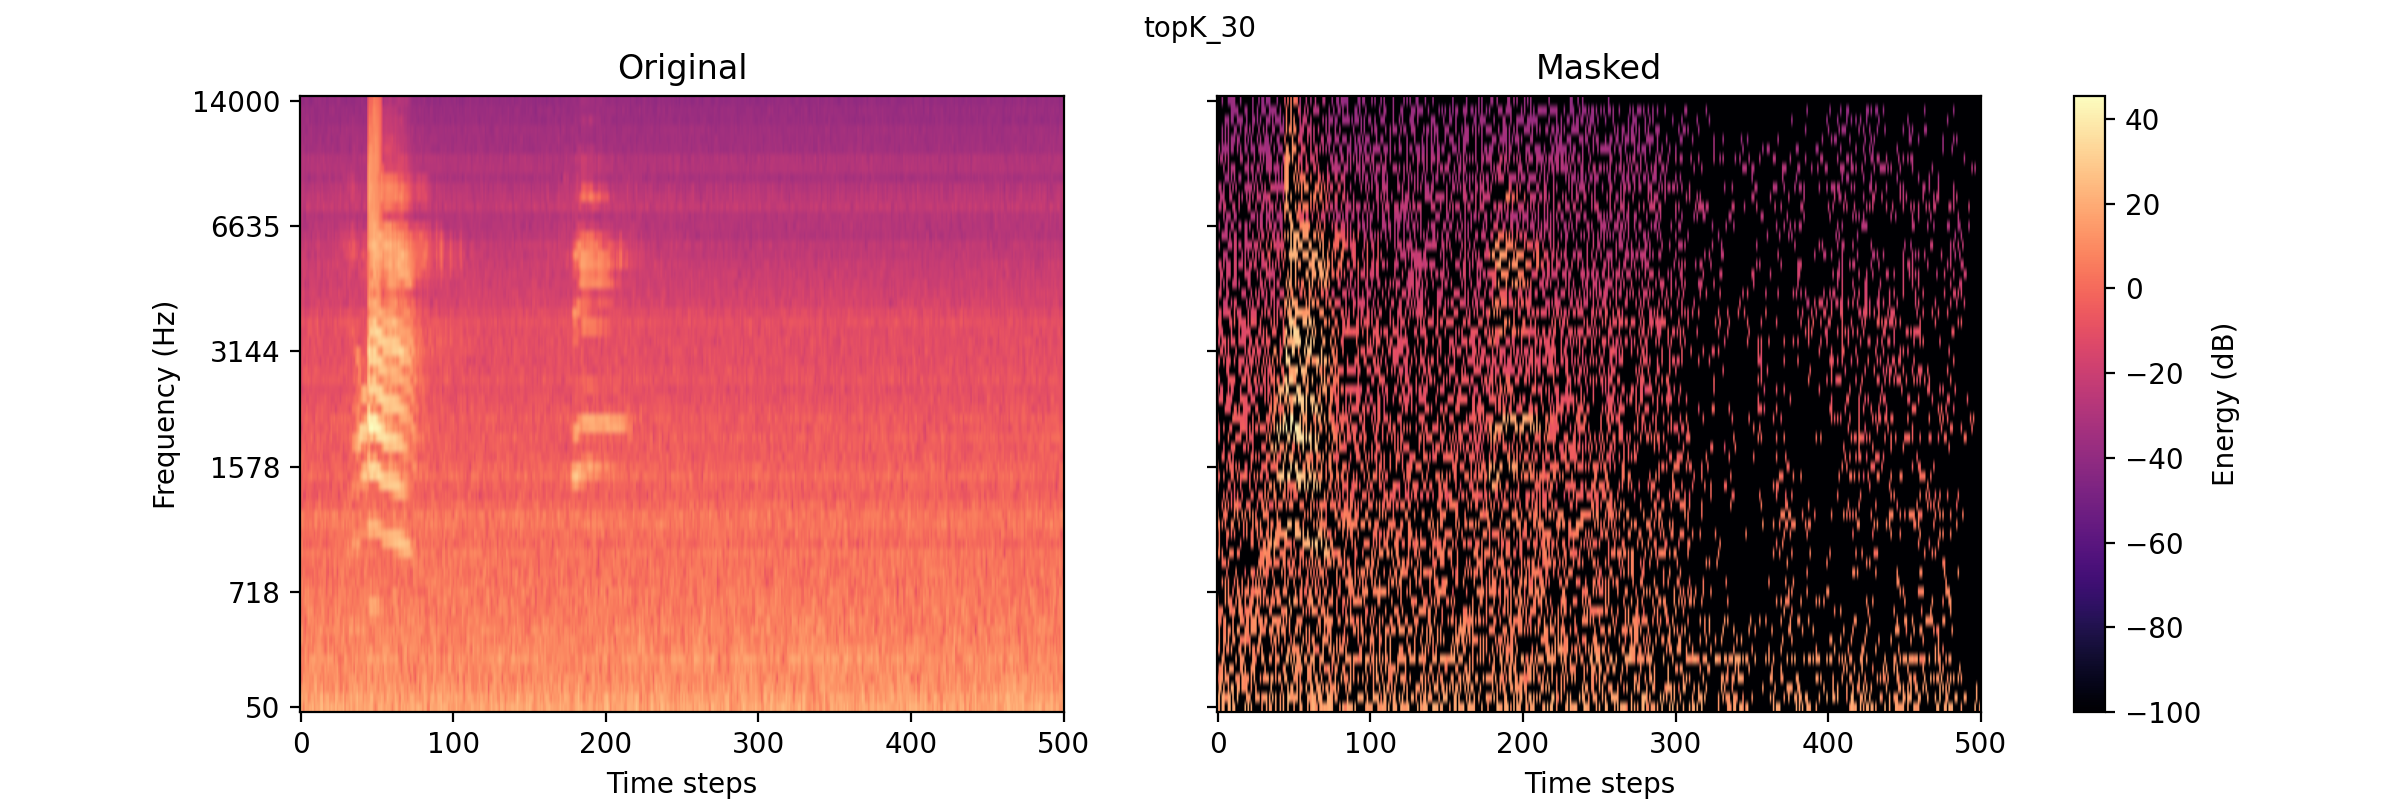 topK_30
Original
Masked
Frequency (Hz)
14000
6635
3144
1578
718
50
0 100 200 300 400 500
Time steps
0 100 200 300 400 500
Time steps
40
20
0
−20
−40
−60
−80
−100
Energy (dB)